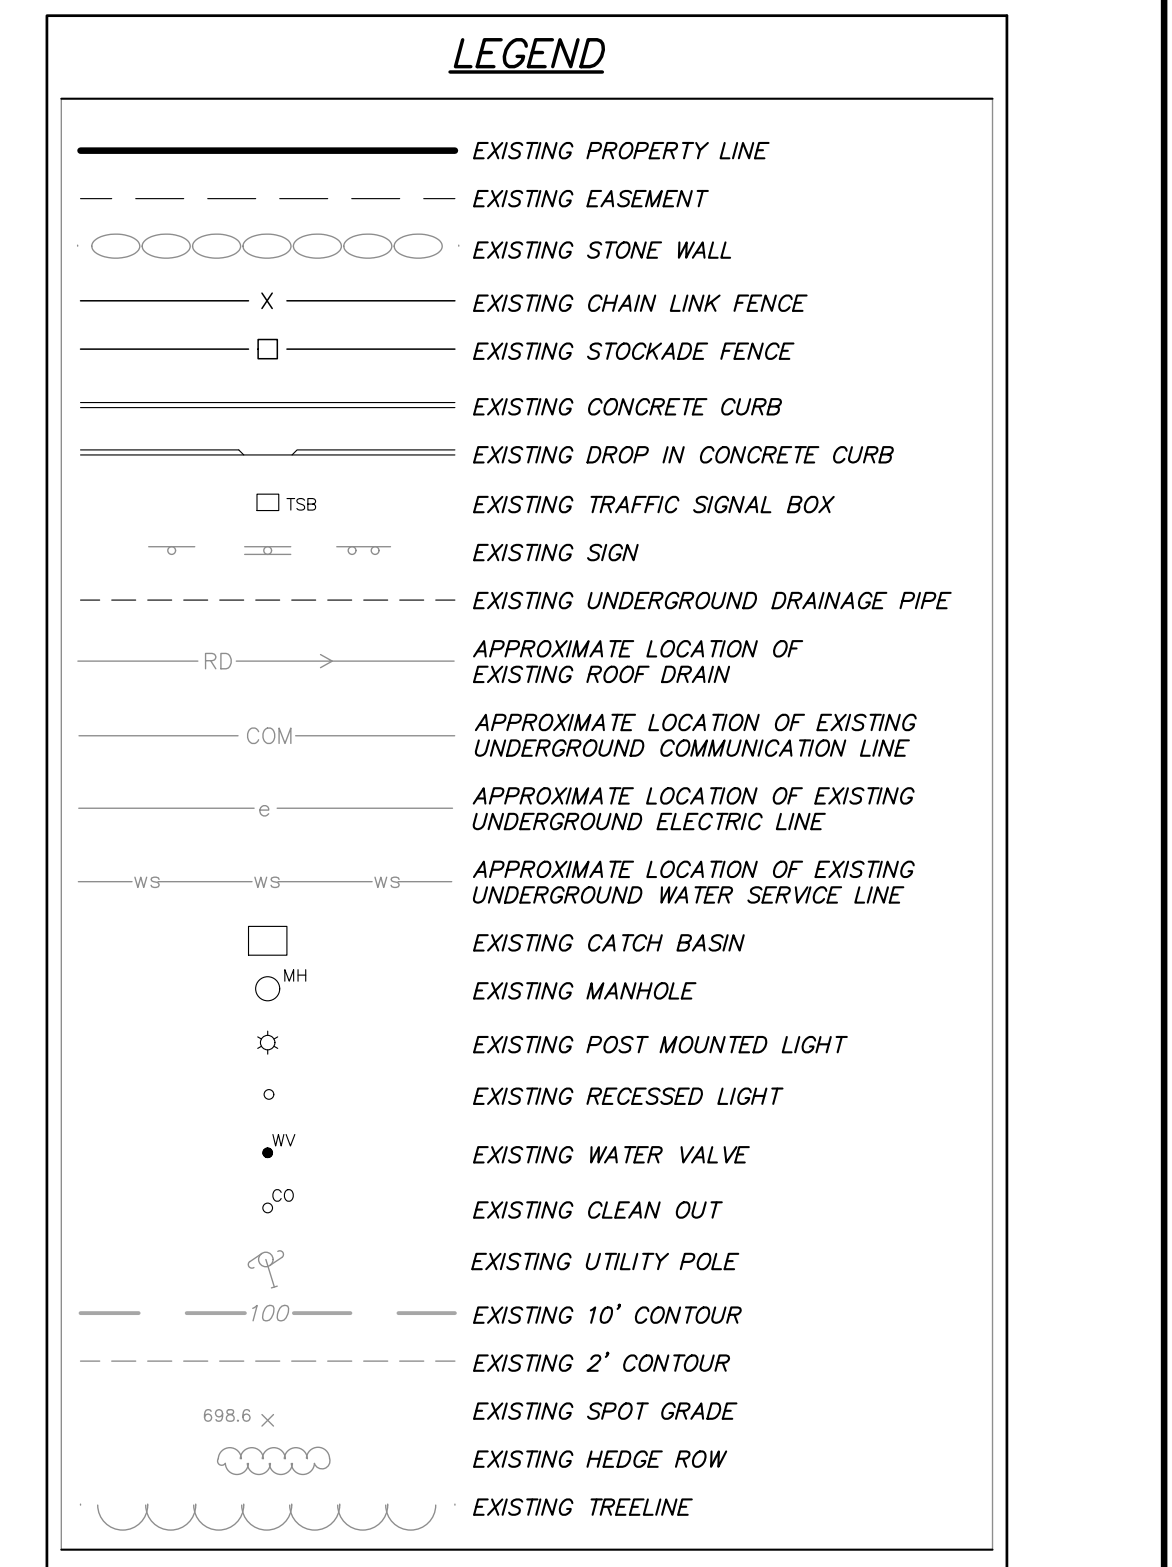 LEGEND
EXISTING PROPERTY LINE
EXISTING EASEMENT
EXISTING STONE WALL
X EXISTING CHAIN LINK FENCE
EXISTING STOCKADE FENCE
EXISTING CONCRETE CURB
EXISTING DROP IN CONCRETE CURB
TSB EXISTING TRAFFIC SIGNAL BOX
EXISTING SIGN
EXISTING UNDERGROUND DRAINAGE PIPE
RD APPROXIMATE LOCATION OF
EXISTING ROOF DRAIN
COM APPROXIMATE LOCATION OF EXISTING
UNDERGROUND COMMUNICATION LINE
e APPROXIMATE LOCATION OF EXISTING
UNDERGROUND ELECTRIC LINE
WS WS WS APPROXIMATE LOCATION OF EXISTING
UNDERGROUND WATER SERVICE LINE
EXISTING CATCH BASIN
MH EXISTING MANHOLE
EXISTING POST MOUNTED LIGHT
EXISTING RECESSED LIGHT
WV EXISTING WATER VALVE
CO EXISTING CLEAN OUT
EXISTING UTILITY POLE
100 EXISTING 10' CONTOUR
EXISTING 2' CONTOUR
698.6 EXISTING SPOT GRADE
EXISTING HEDGE ROW
EXISTING TREELINE